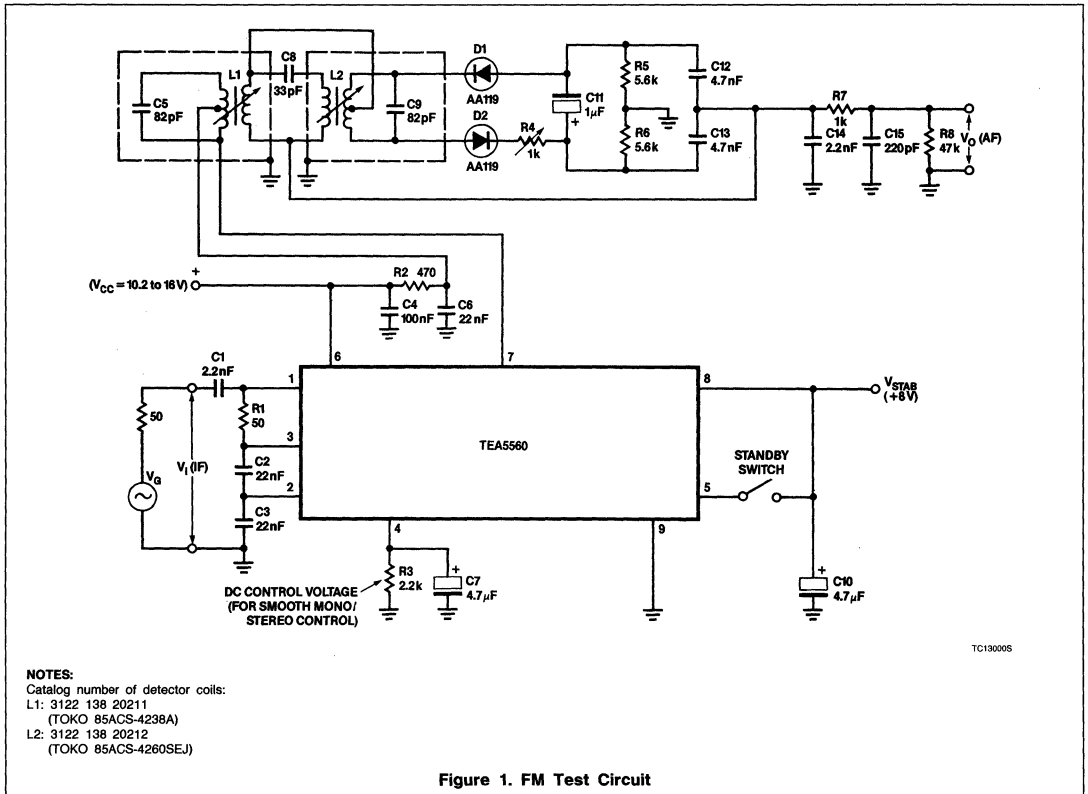 C5
82pF
L1
C8
33pF
L2
C9
82pF
D1
AA119
D2
AA119
R4
1k
C11
1μF
+
R5
5.6k
R6
5.6k
C12
4.7nF
C13
4.7nF
R7
1k
C14
2.2nF
C15
220pF
R8
47k
VO (AF)
+
(VCC = 10.2 to 16V)
R2 470
C4
100nF
C6
22nF
C1
2.2nF
50
VG
VI (IF)
R1
50
C2
22nF
C3
22nF
1
3
2
6
7
8
5
4
9
TEA5560
VSTAB
(+8V)
STANDBY
SWITCH
+
C10
4.7μF
R3
2.2k
+
C7
4.7μF
DC CONTROL VOLTAGE
(FOR SMOOTH MONO/
STEREO CONTROL)
TC13000S
NOTES:
Catalog number of detector coils:
L1: 3122 138 20211
(TOKO 85ACS-4238A)
L2: 3122 138 20212
(TOKO 85ACS-4260SEJ)
Figure 1. FM Test Circuit